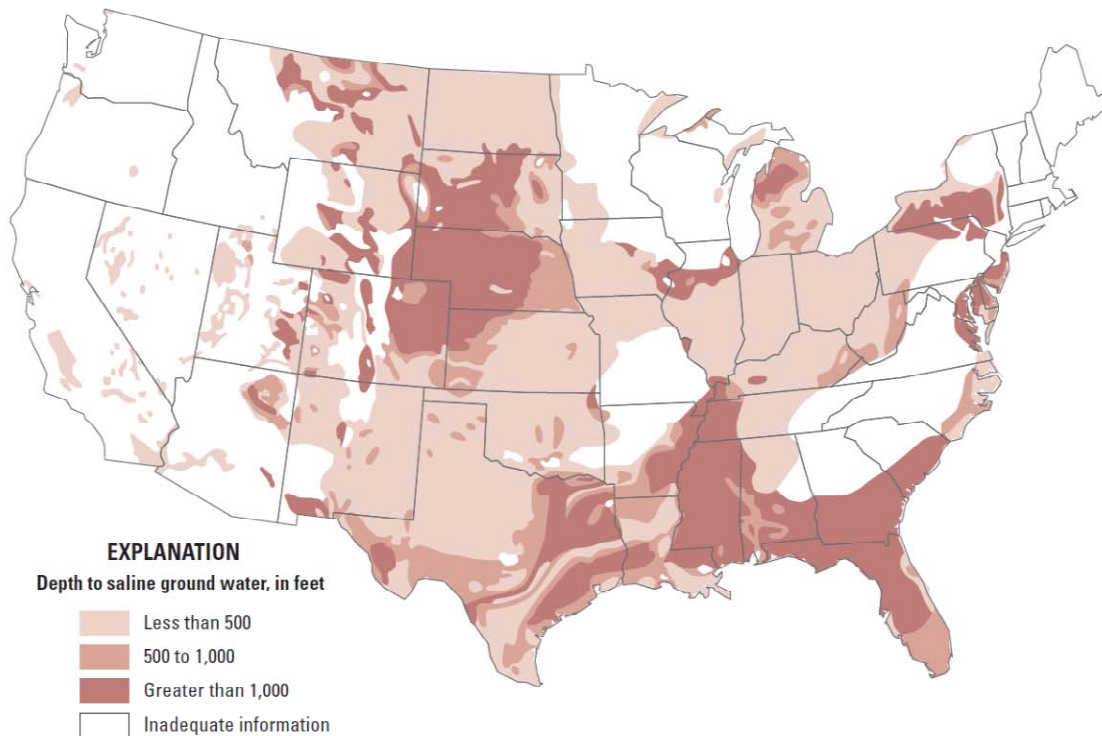 EXPLANATION
Depth to saline ground water, in feet
Less than 500
500 to 1,000
Greater than 1,000
Inadequate information